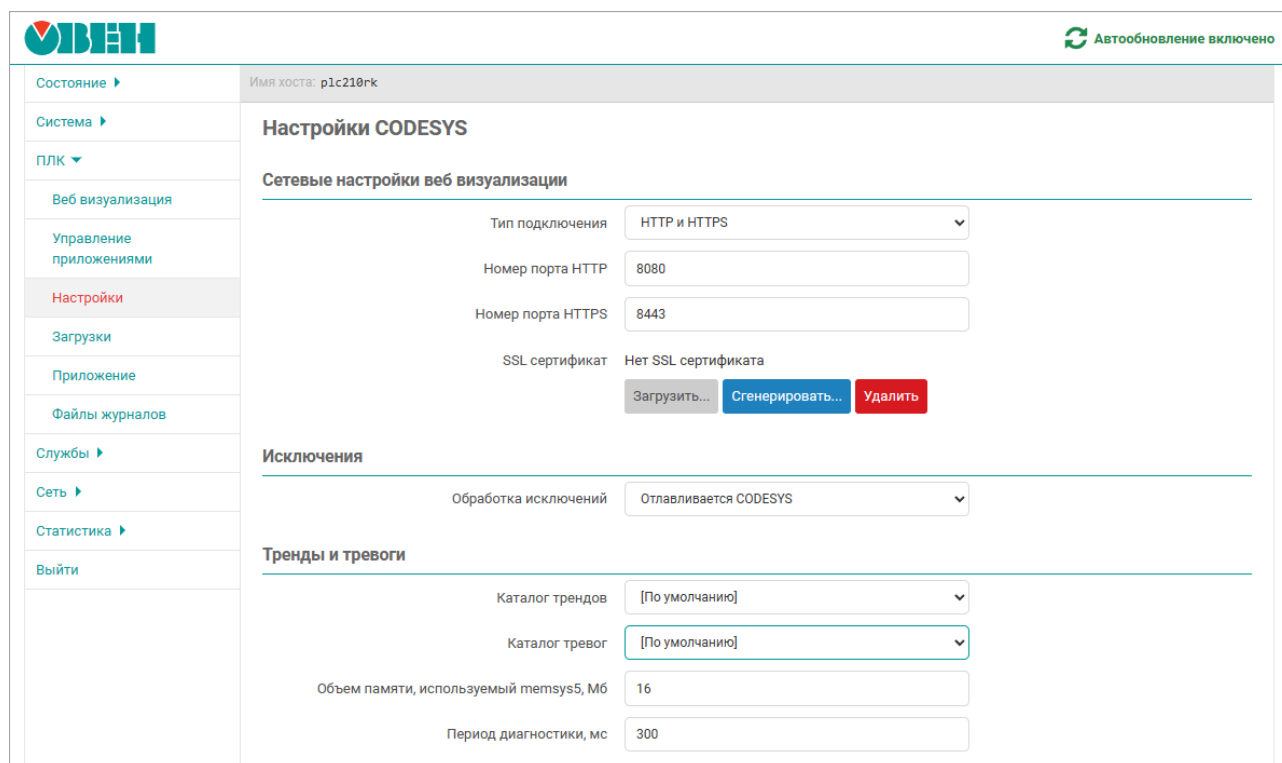 ОВЕН
Автообновление включено
Состояние
Имя хоста: plc210rk
Система
ПЛК
Веб визуализация
Управление
приложениями
Настройки
Загрузки
Приложение
Файлы журналов
Службы
Сеть
Статистика
Выйти
Настройки CODESYS
Сетевые настройки веб визуализации
Тип подключения HTTP и HTTPS
Номер порта HTTP 8080
Номер порта HTTPS 8443
SSL сертификат Нет SSL сертификата
Загрузить... Сгенерировать... Удалить
Исключения
Обработка исключений Отлавливается CODESYS
Тренды и тревоги
Каталог трендов [По умолчанию]
Каталог тревог [По умолчанию]
Объем памяти, используемый memsys5, Мб 16
Период диагностики, мс 300